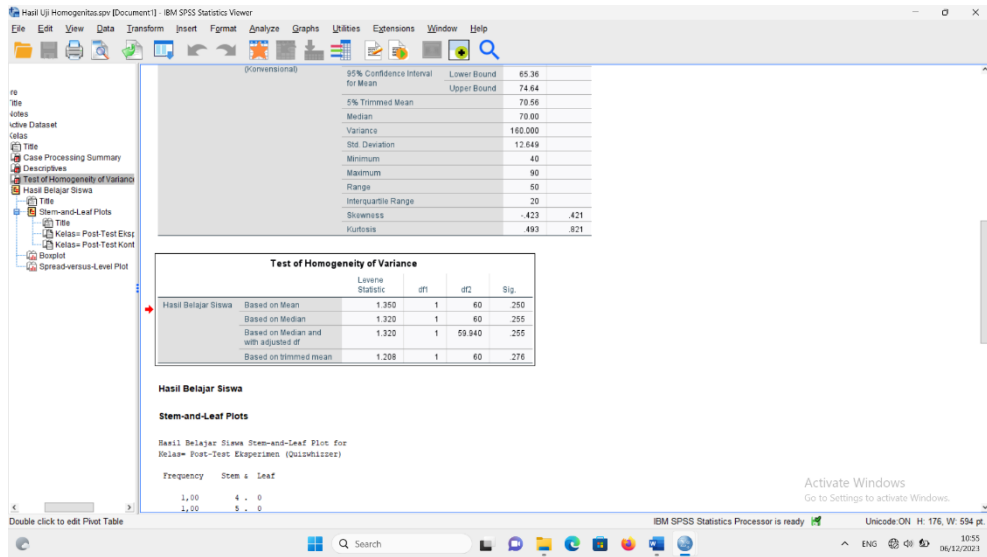 Hasil Uji Homogenitas.spv [Document1] - IBM SPSS Statistics Viewer
File Edit View Data Transform Insert Format Analyze Graphs Utilities Extensions Window Help
re
Title
Notes
Active Dataset
Kelas
Title
Case Processing Summary
Descriptives
Test of Homogeneity of Variance
Hasil Belajar Siswa
Title
Stem-and-Leaf Plots
Title
Kelas= Post-Test Eksp
Kelas= Post-Test Kont
Boxplot
Spread-versus-Level Plot
(Konvensional)
95% Confidence Interval for Mean Lower Bound 65.36
Upper Bound 74.64
5% Trimmed Mean 70.56
Median 70.00
Variance 160.000
Std. Deviation 12.649
Minimum 40
Maximum 90
Range 50
Interquartile Range 20
Skewness -.423 .421
Kurtosis .493 .821
Test of Homogeneity of Variance
Levene Statistic df1 df2 Sig.
Hasil Belajar Siswa Based on Mean 1.350 1 60 .250
Based on Median 1.320 1 60 .255
Based on Median and with adjusted df 1.320 1 59.940 .255
Based on trimmed mean 1.208 1 60 .276
Hasil Belajar Siswa
Stem-and-Leaf Plots
Hasil Belajar Siswa Stem-and-Leaf Plot for
Kelas= Post-Test Eksperimen (Quizwhizzer)
Frequency Stem & Leaf
1,00 4 . 0
1,00 5 . 0
Activate Windows
Go to Settings to activate Windows.
Double click to edit Pivot Table
IBM SPSS Statistics Processor is ready
Unicode:ON H: 176, W: 594 pt.
Search
ENG
10:55
06/12/2023